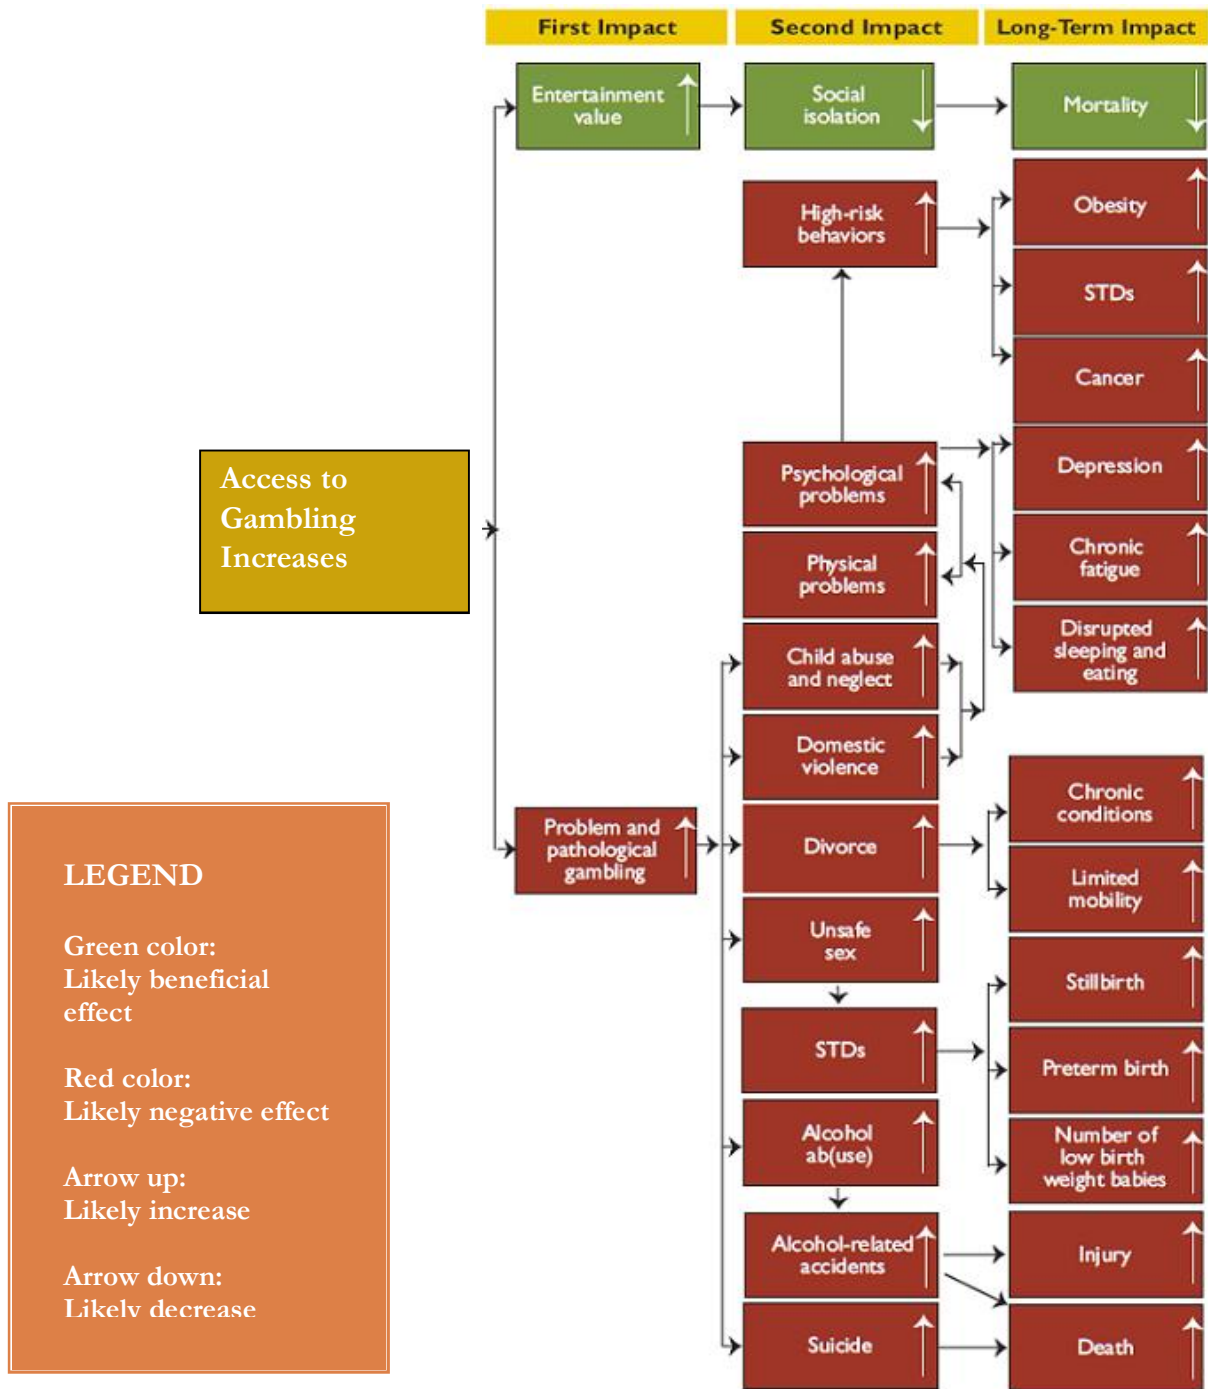 First Impact
Second Impact
Long-Term Impact
Entertainment
value
Social
isolation
Mortality
High-risk
behaviors
Obesity
STDs
Cancer
Access to
Gambling
Increases
Psychological
problems
Depression
Physical
problems
Chronic
fatigue
Child abuse
and neglect
Disrupted
sleeping and
eating
Domestic
violence
Problem and
pathological
gambling
Divorce
Chronic
conditions
Limited
mobility
Unsafe
sex
Stillbirth
STDs
Preterm birth
Alcohol
ab(use)
Number of
low birth
weight babies
Alcohol-related
accidents
Injury
Suicide
Death
LEGEND
Green color:
Likely beneficial
effect
Red color:
Likely negative effect
Arrow up:
Likely increase
Arrow down:
Likely decrease